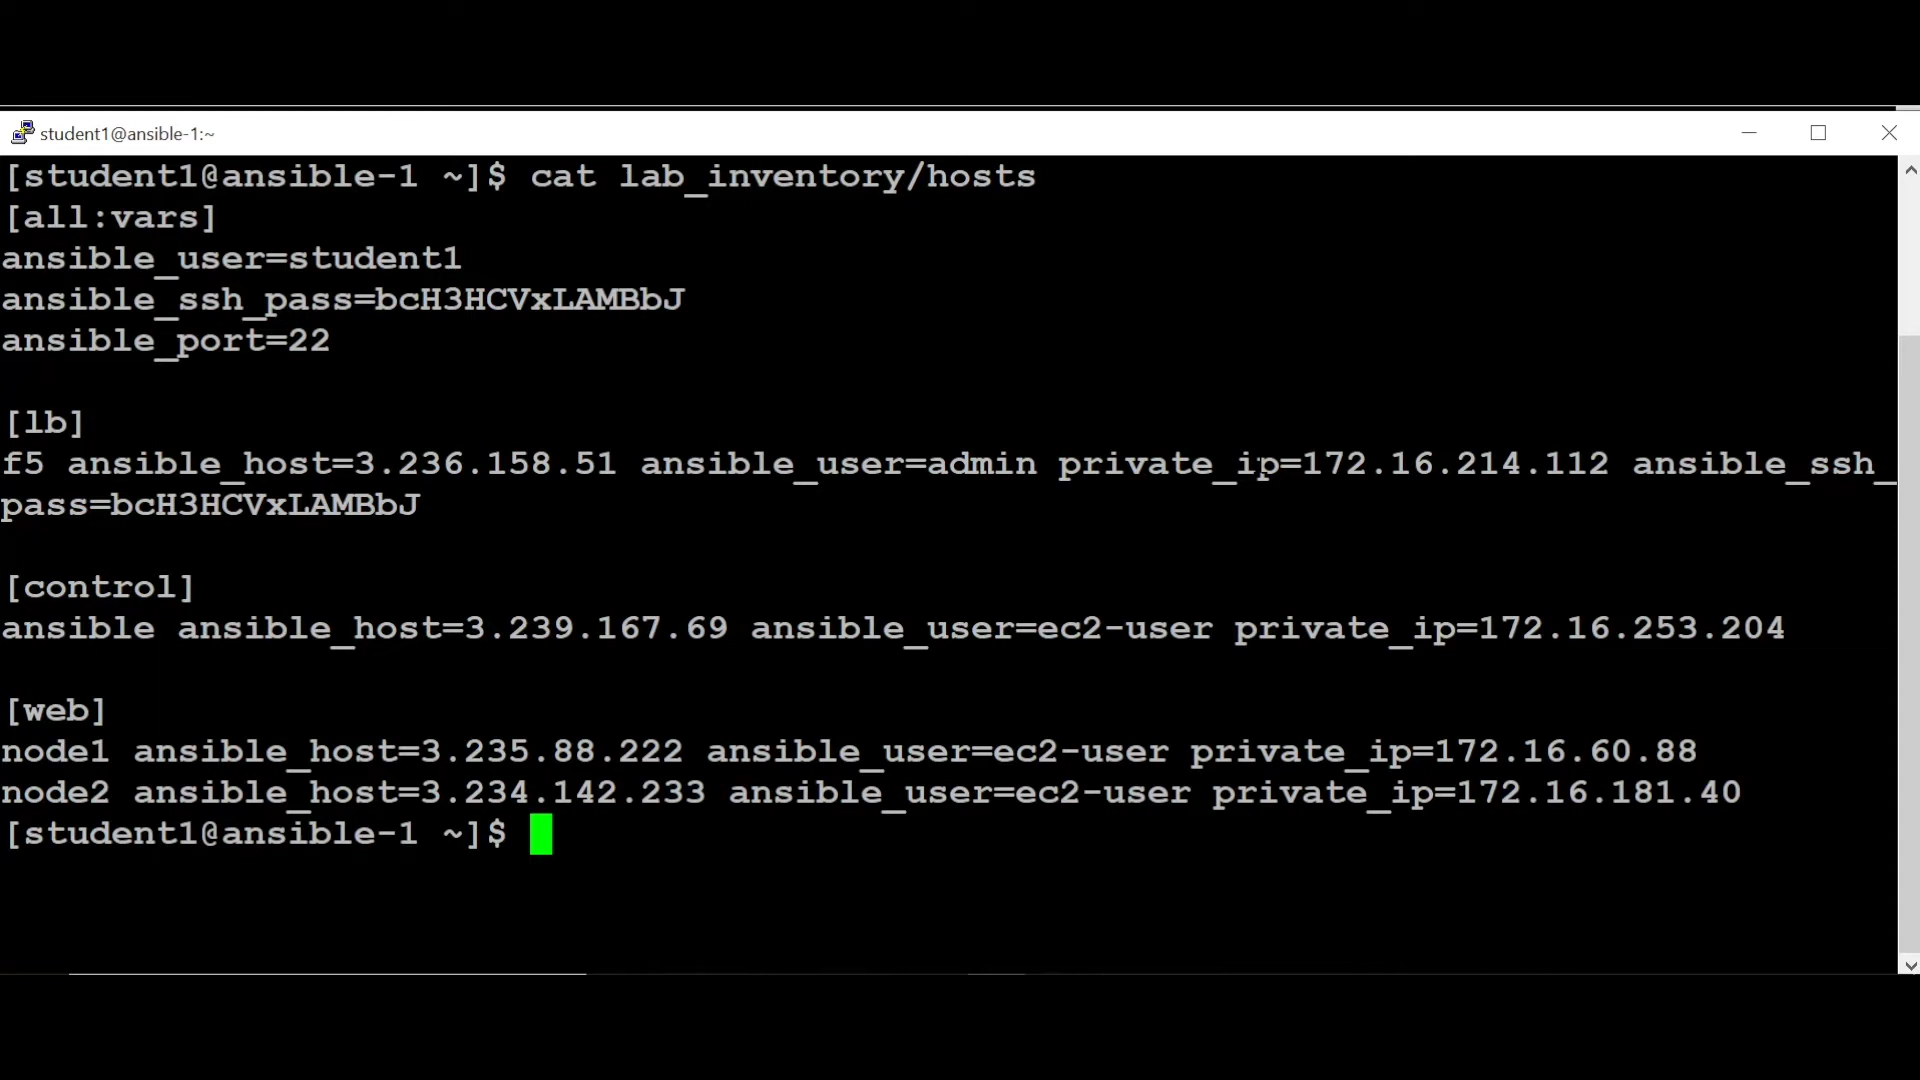 student1@ansible-1:~
[student1@ansible-1 ~]$ cat lab_inventory/hosts
[all:vars]
ansible_user=student1
ansible_ssh_pass=bcH3HCVxLAMBbJ
ansible_port=22
[lb]
f5 ansible_host=3.236.158.51 ansible_user=admin private_ip=172.16.214.112 ansible_ssh_
pass=bcH3HCVxLAMBbJ
[control]
ansible ansible_host=3.239.167.69 ansible_user=ec2-user private_ip=172.16.253.204
[web]
node1 ansible_host=3.235.88.222 ansible_user=ec2-user private_ip=172.16.60.88
node2 ansible_host=3.234.142.233 ansible_user=ec2-user private_ip=172.16.181.40
[student1@ansible-1 ~]$